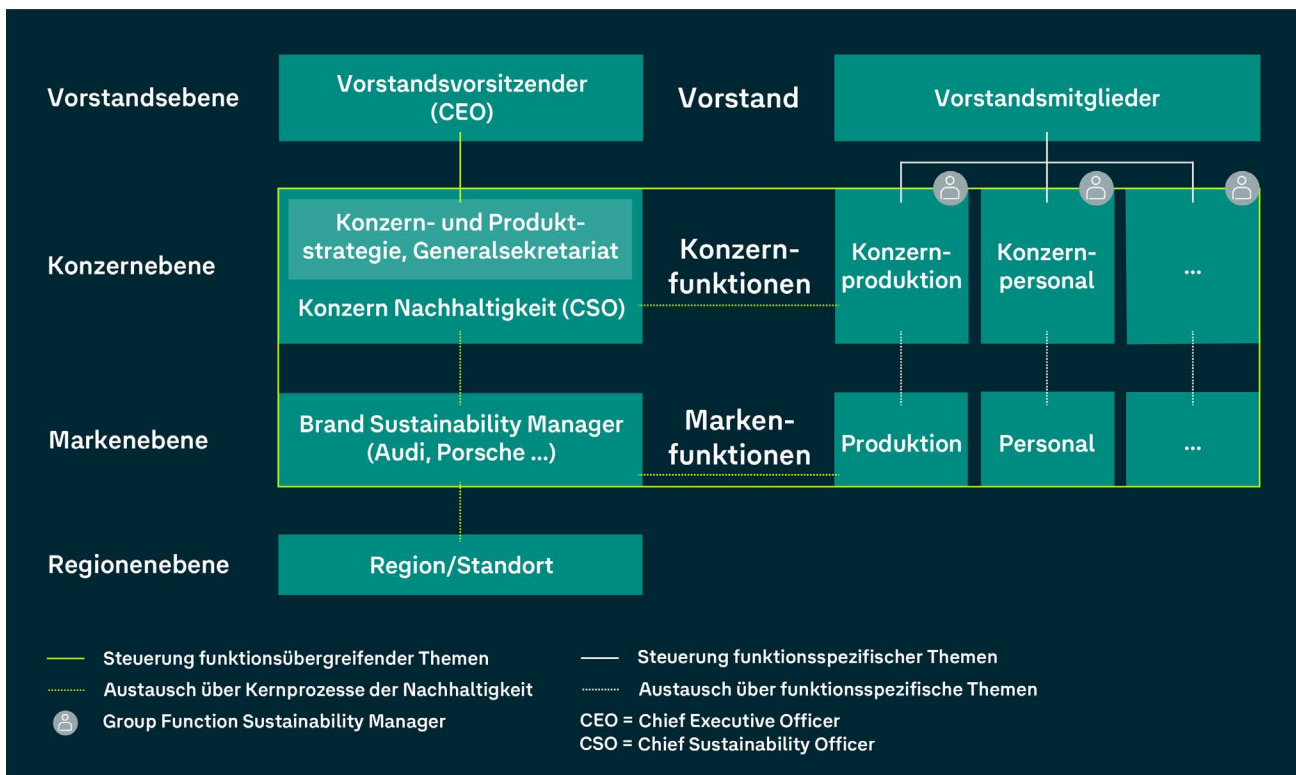 Vorstandsebene
Vorstandsvorsitzender
(CEO)
Vorstand
Vorstandsmitglieder
Konzernebene
Konzern- und Produkt-
strategie, Generalsekretariat
Konzern Nachhaltigkeit (CSO)
Konzern-
funktionen
Konzern-
produktion
Konzern-
personal
...
Markenebene
Brand Sustainability Manager
(Audi, Porsche ...)
Marken-
funktionen
Produktion
Personal
...
Regionenebene
Region/Standort
Steuerung funktionsübergreifender Themen
Austausch über Kernprozesse der Nachhaltigkeit
Group Function Sustainability Manager
Steuerung funktionsspezifischer Themen
Austausch über funktionsspezifische Themen
CEO = Chief Executive Officer
CSO = Chief Sustainability Officer